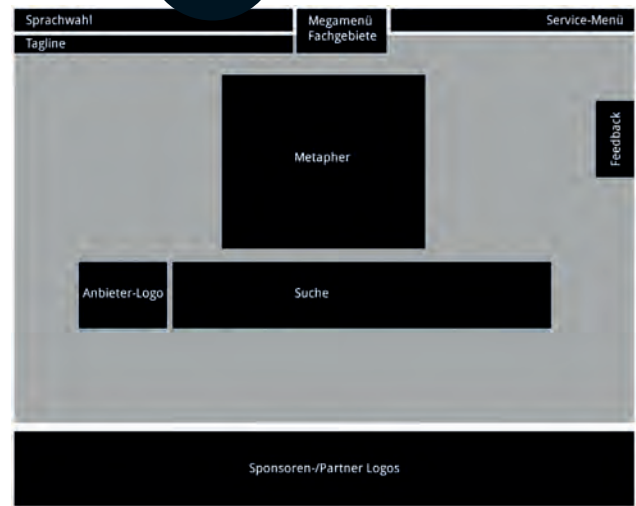 Sprachwahl
Megamenü
Fachgebiete
Service-Menü
Tagline
Feedback
Metapher
Anbieter-Logo
Suche
Sponsoren-/Partner Logos